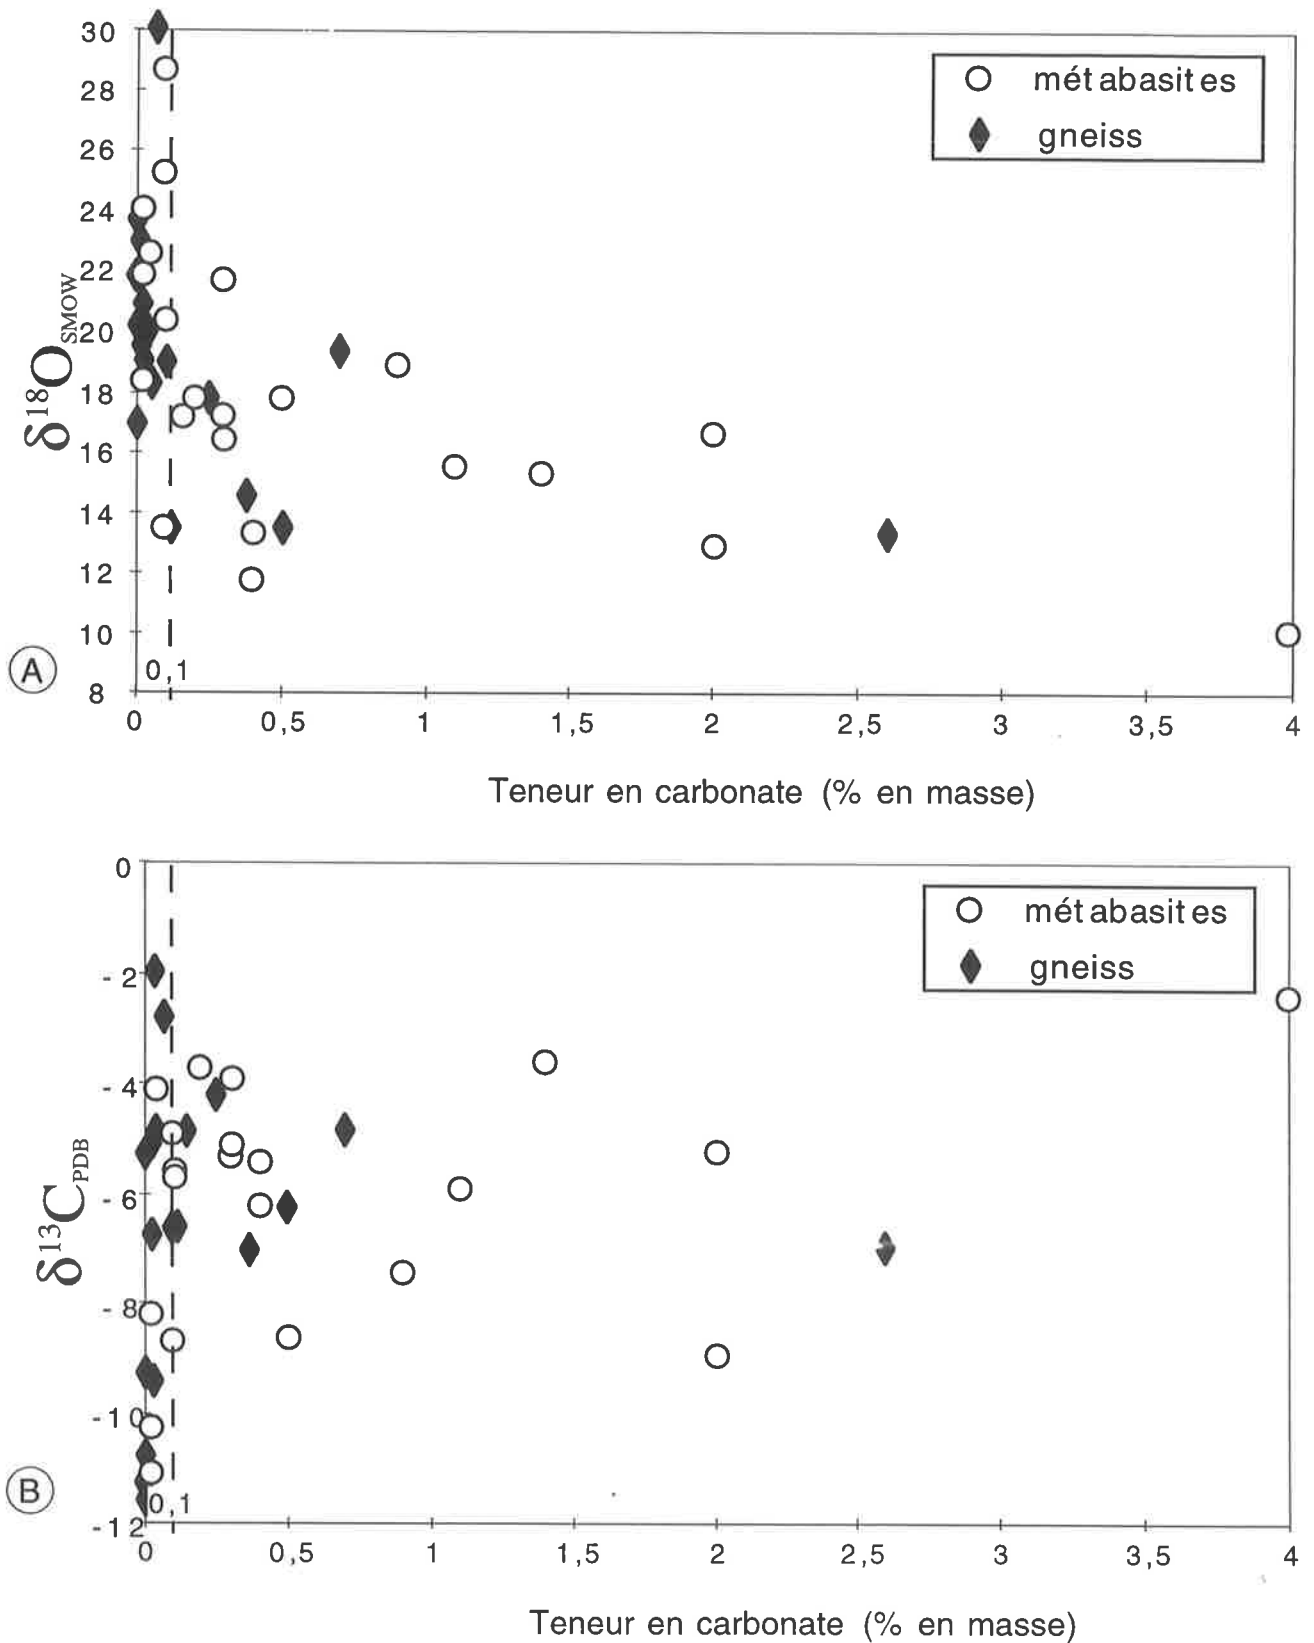 30
28
26
24
22
20
18
16
14
12
10
8
δ18OSMOW
métabasites
gneiss
A
0,1
0 0,5 1 1,5 2 2,5 3 3,5 4
Teneur en carbonate (% en masse)
0
- 2
- 4
- 6
- 8
-10
-12
δ13CPDB
métabasites
gneiss
B
0,1
0 0,5 1 1,5 2 2,5 3 3,5 4
Teneur en carbonate (% en masse)